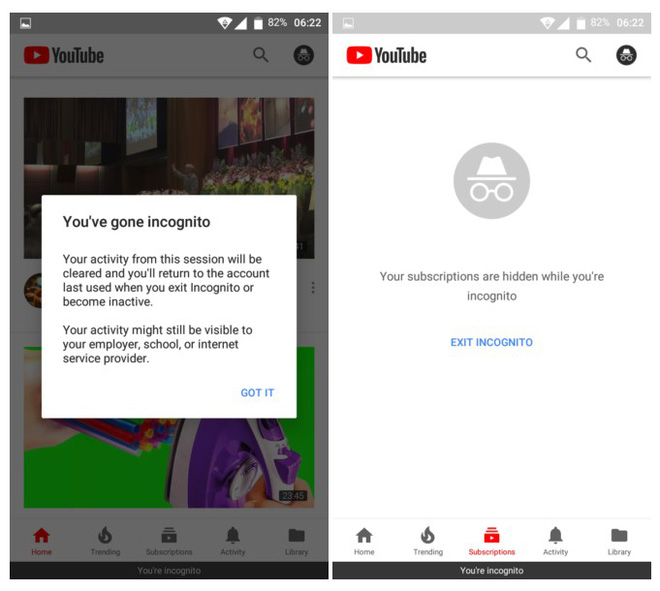 82% 06:22
YouTube
You've gone incognito
Your activity from this session will be
cleared and you'll return to the account
last used when you exit Incognito or
become inactive.
Your activity might still be visible to
your employer, school, or internet
service provider.
GOT IT
23:45
Home Trending Subscriptions Activity Library
You're incognito
82% 06:22
YouTube
Your subscriptions are hidden while you're
incognito
EXIT INCOGNITO
Home Trending Subscriptions Activity Library
You're incognito